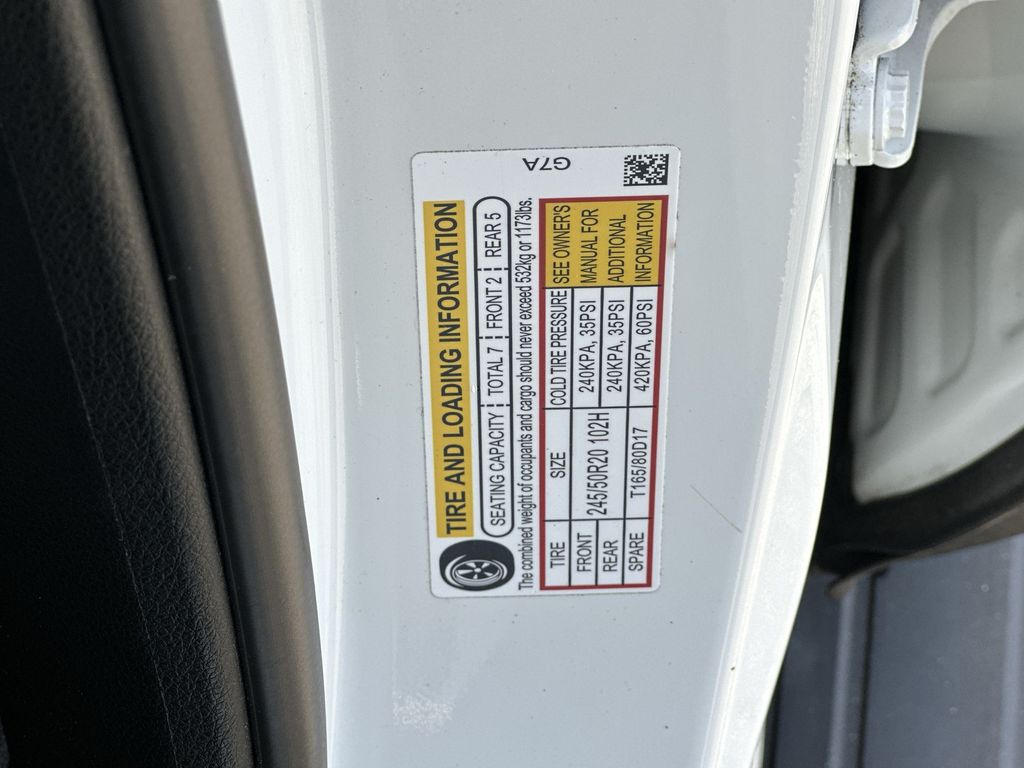 G7A
TIRE AND LOADING INFORMATION
SEATING CAPACITY TOTAL 7 FRONT 2 REAR 5
The combined weight of occupants and cargo should never exceed 532kg or 1173lbs.
TIRE SIZE COLD TIRE PRESSURE SEE OWNER'S
FRONT 245/50R20 102H 240KPA, 35PSI MANUAL FOR
REAR 240KPA, 35PSI ADDITIONAL
SPARE T165/80D17 420KPA, 60PSI INFORMATION